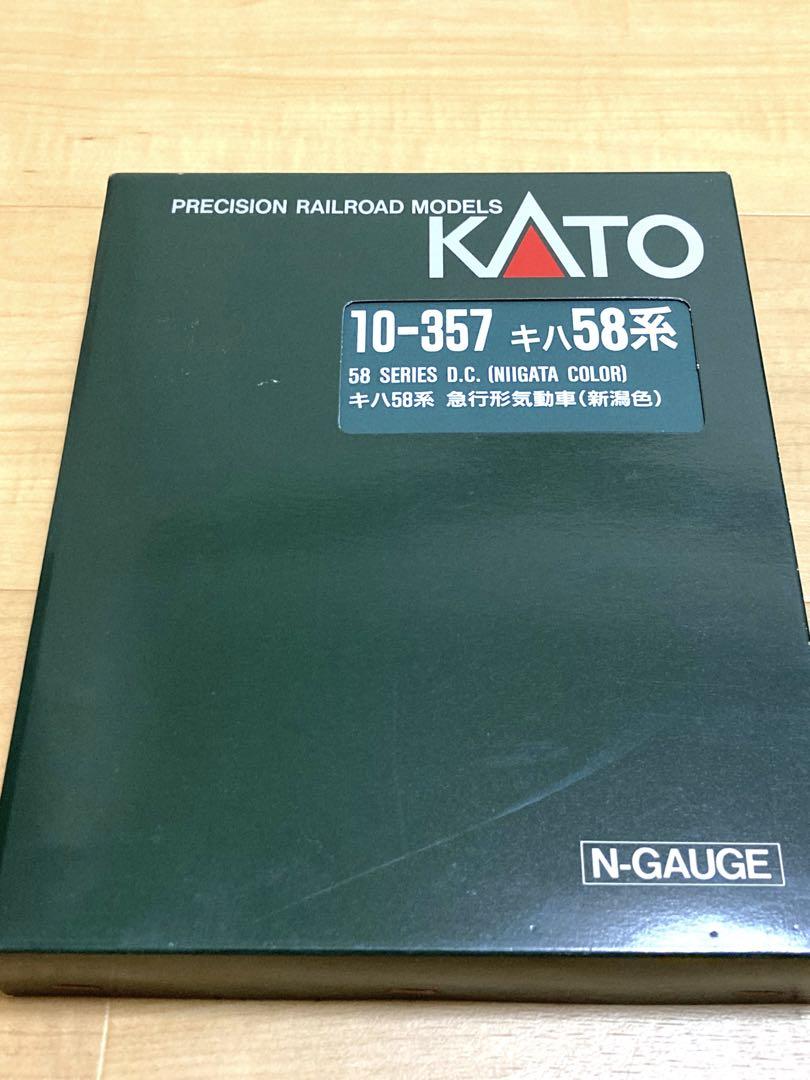 PRECISION RAILROAD MODELS
KATO
10-357 キハ58系
58 SERIES D.C. (NIIGATA COLOR)
キハ58系 急行形気動車(新潟色)
N-GAUGE